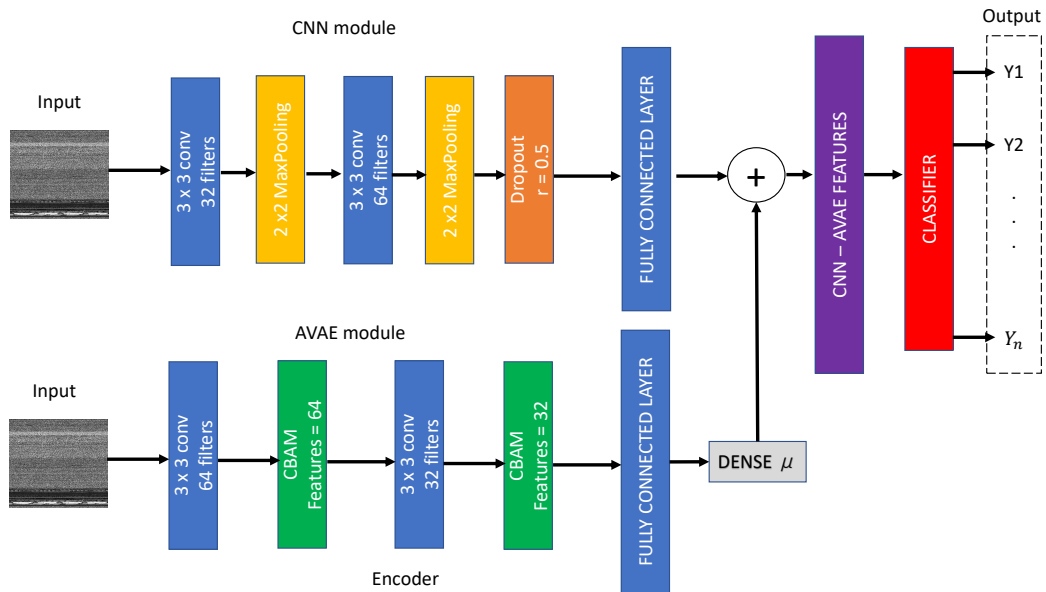 CNN module
Input
3 x 3 conv
32 filters
2 x2 MaxPooling
3 x 3 conv
64 filters
2 x2 MaxPooling
Dropout
r = 0.5
FULLY CONNECTED LAYER
+
CNN – AVAE FEATURES
CLASSIFIER
Output
Y1
Y2
.
.
.
Yₙ
AVAE module
Input
3 x 3 conv
64 filters
CBAM
Features = 64
3 x 3 conv
32 filters
CBAM
Features = 32
FULLY CONNECTED LAYER
DENSE μ
Encoder